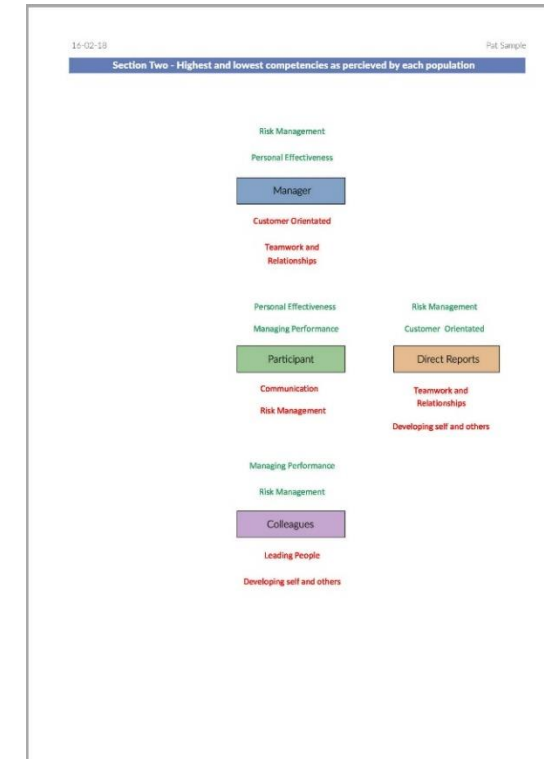 16-02-18 Pat Sample
Section Two - Highest and lowest competencies as percieved by each population
Risk Management
Personal Effectiveness
Manager
Customer Orientated
Teamwork and
Relationships
Personal Effectiveness
Managing Performance
Participant
Communication
Risk Management
Risk Management
Customer Orientated
Direct Reports
Teamwork and
Relationships
Developing self and others
Managing Performance
Risk Management
Colleagues
Leading People
Developing self and others